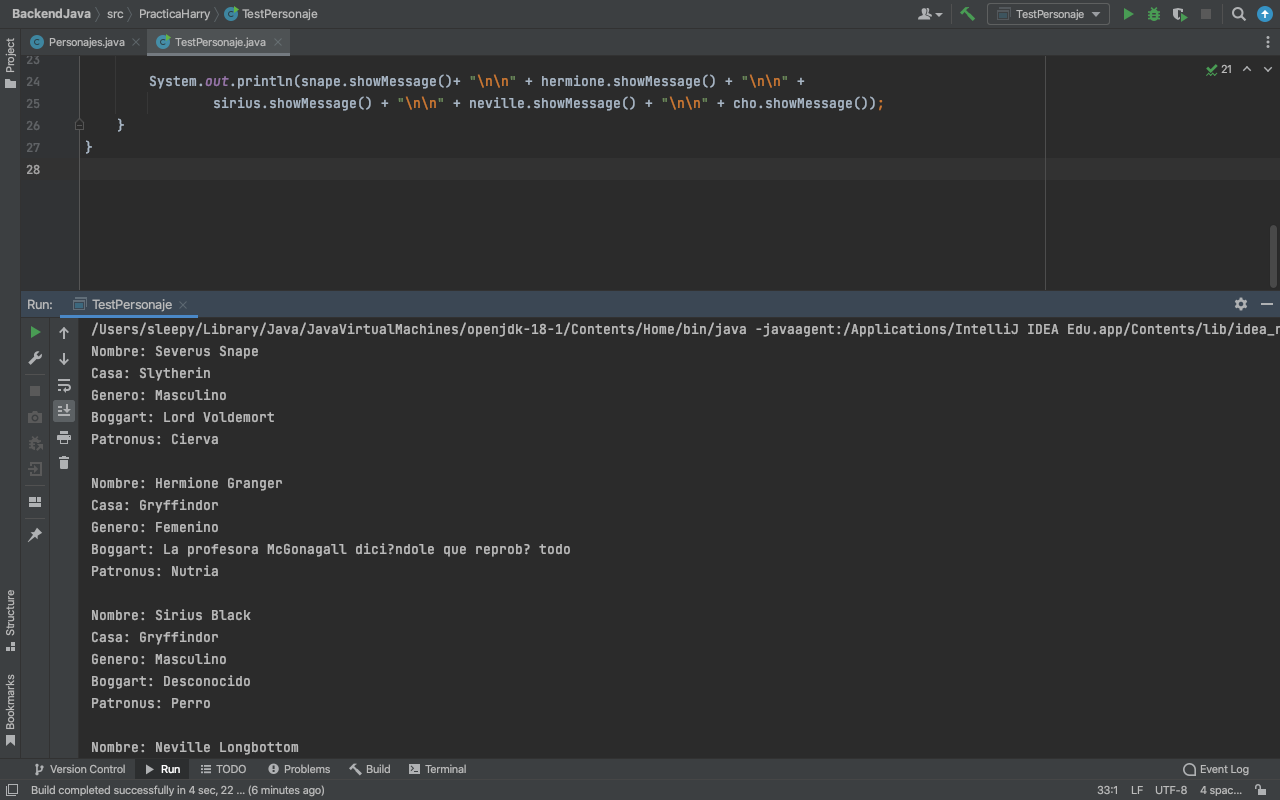 BackendJava src PracticaHarry TestPersonaje TestPersonaje
Project
Personajes.java TestPersonaje.java
23
24 System.out.println(snape.showMessage()+ "\n\n" + hermione.showMessage() + "\n\n" +
21
25 sirius.showMessage() + "\n\n" + neville.showMessage() + "\n\n" + cho.showMessage());
26 }
27 }
28
Run: TestPersonaje
/Users/sleepy/Library/Java/JavaVirtualMachines/openjdk-18-1/Contents/Home/bin/java -javaagent:/Applications/IntelliJ IDEA Edu.app/Contents/lib/idea_r
Nombre: Severus Snape
Casa: Slytherin
Genero: Masculino
Boggart: Lord Voldemort
Patronus: Cierva
Nombre: Hermione Granger
Casa: Gryffindor
Genero: Femenino
Boggart: La profesora McGonagall dici?ndole que reprob? todo
Patronus: Nutria
Nombre: Sirius Black
Casa: Gryffindor
Genero: Masculino
Boggart: Desconocido
Patronus: Perro
Nombre: Neville Longbottom
Structure
Bookmarks
Version Control Run TODO Problems Build Terminal Event Log
Build completed successfully in 4 sec, 22 ... (6 minutes ago) 33:1 LF UTF-8 4 spac...